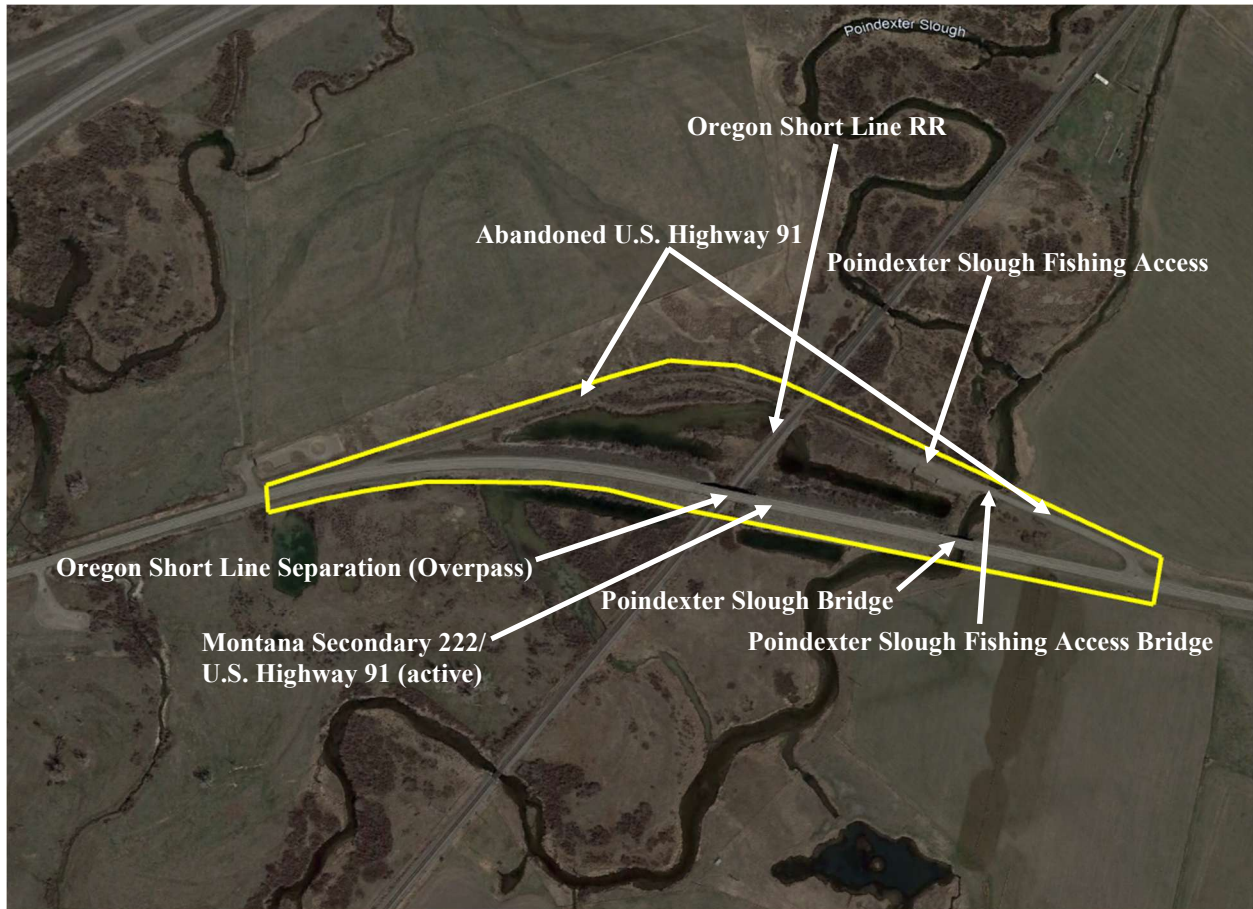 Poindexter Slough
Oregon Short Line RR
Abandoned U.S. Highway 91
Poindexter Slough Fishing Access
Oregon Short Line Separation (Overpass)
Poindexter Slough Bridge
Montana Secondary 222/
U.S. Highway 91 (active)
Poindexter Slough Fishing Access Bridge